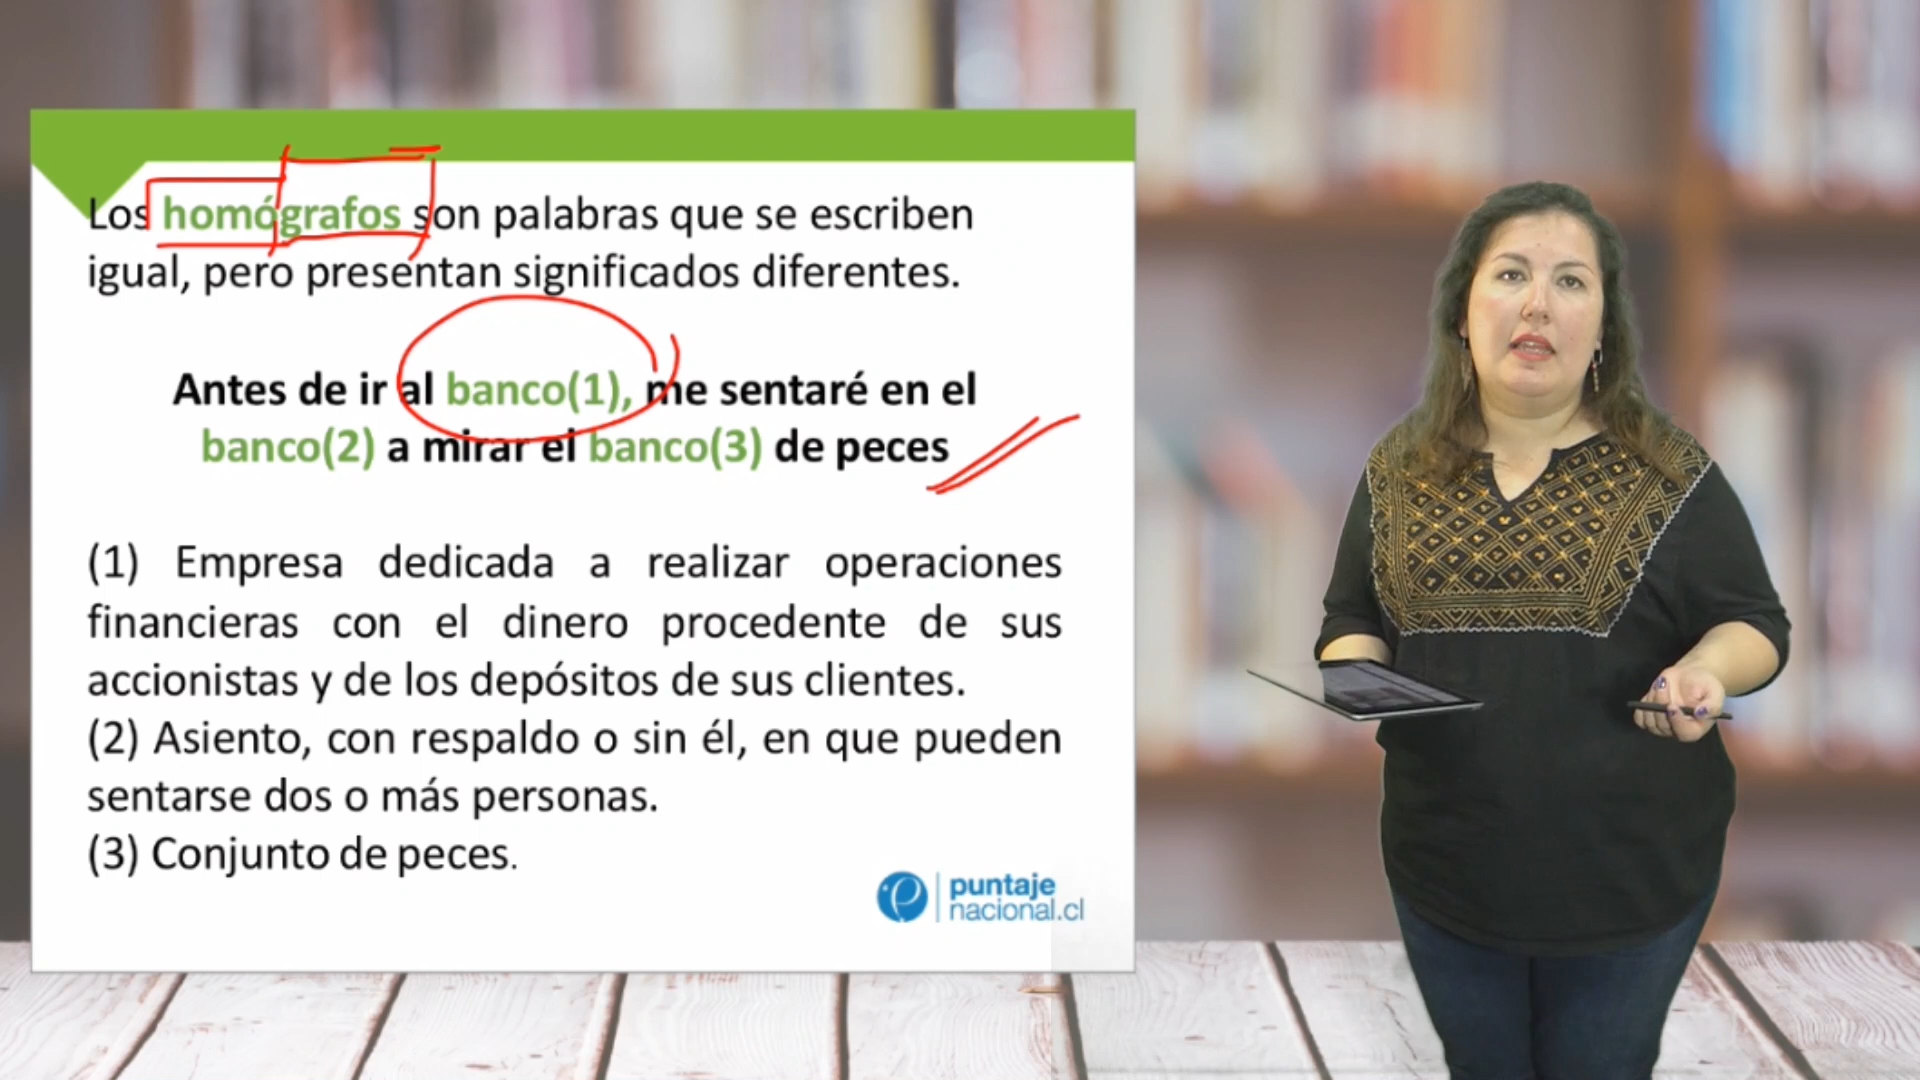 Los homógrafos son palabras que se escriben
igual, pero presentan significados diferentes.
Antes de ir al banco(1), me sentaré en el
banco(2) a mirar el banco(3) de peces
(1) Empresa dedicada a realizar operaciones
financieras con el dinero procedente de sus
accionistas y de los depósitos de sus clientes.
(2) Asiento, con respaldo o sin él, en que pueden
sentarse dos o más personas.
(3) Conjunto de peces.
puntaje
nacional.cl